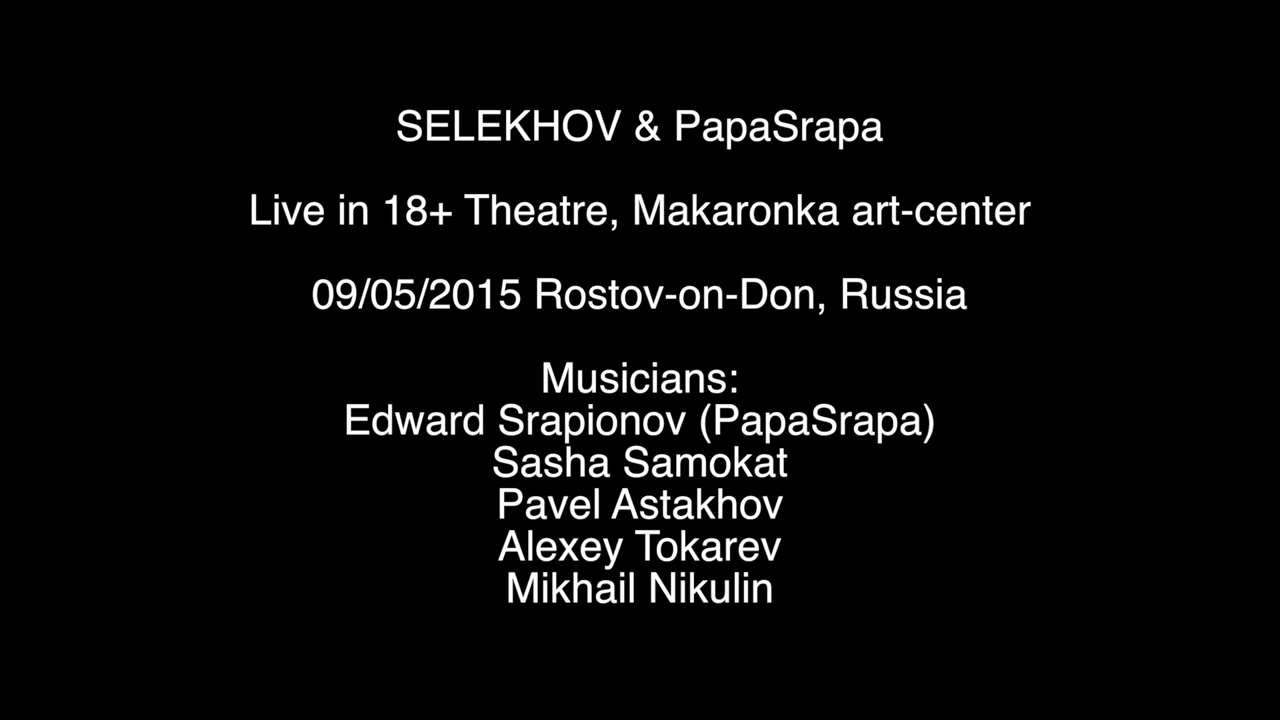 SELEKHOV & PapaSrapa
Live in 18+ Theatre, Makaronka art-center
09/05/2015 Rostov-on-Don, Russia
Musicians:
Edward Srapionov (PapaSrapa)
Sasha Samokat
Pavel Astakhov
Alexey Tokarev
Mikhail Nikulin